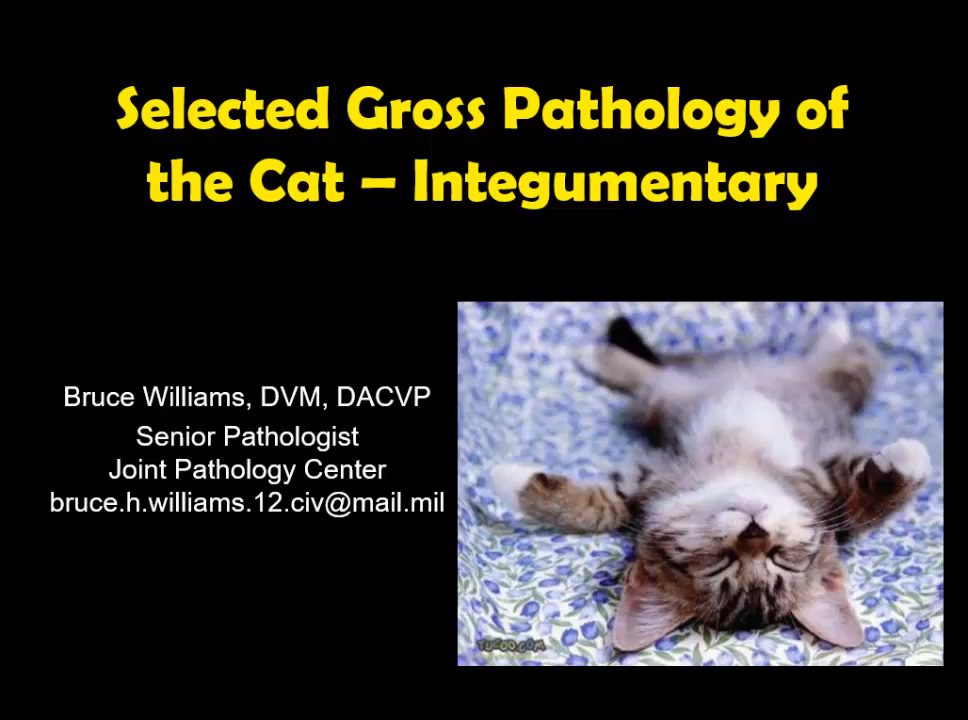 Selected Gross Pathology of
the Cat – Integumentary
Bruce Williams, DVM, DACVP
Senior Pathologist
Joint Pathology Center
bruce.h.williams.12.civ@mail.mil